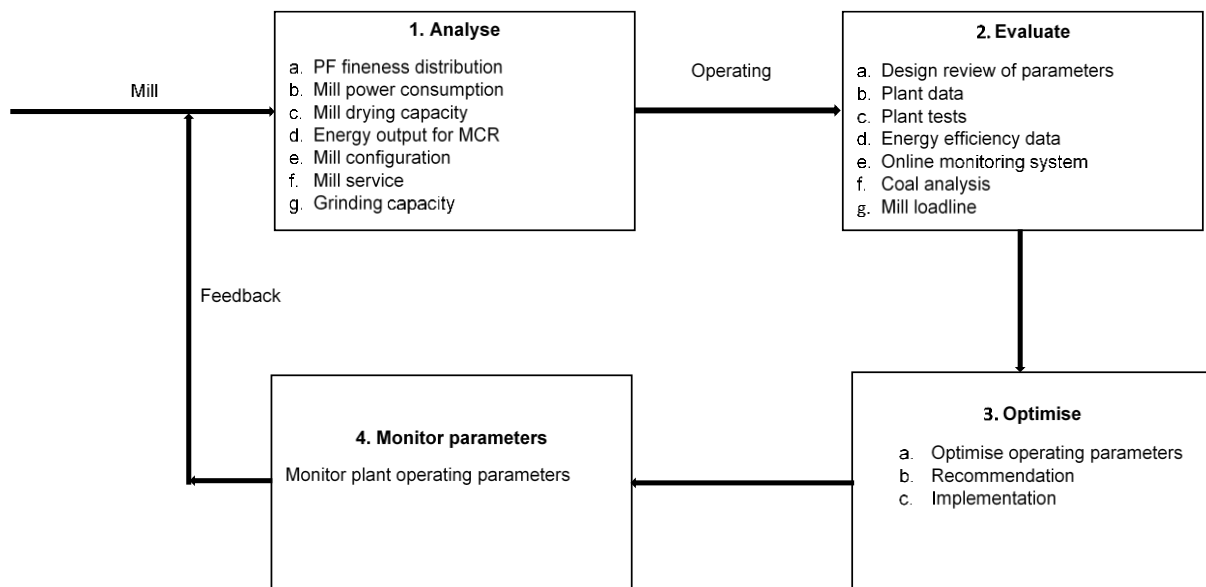 Mill
1. Analyse
a. PF fineness distribution
b. Mill power consumption
c. Mill drying capacity
d. Energy output for MCR
e. Mill configuration
f. Mill service
g. Grinding capacity
Operating
2. Evaluate
a. Design review of parameters
b. Plant data
c. Plant tests
d. Energy efficiency data
e. Online monitoring system
f. Coal analysis
g. Mill loadline
3. Optimise
a. Optimise operating parameters
b. Recommendation
c. Implementation
4. Monitor parameters
Monitor plant operating parameters
Feedback